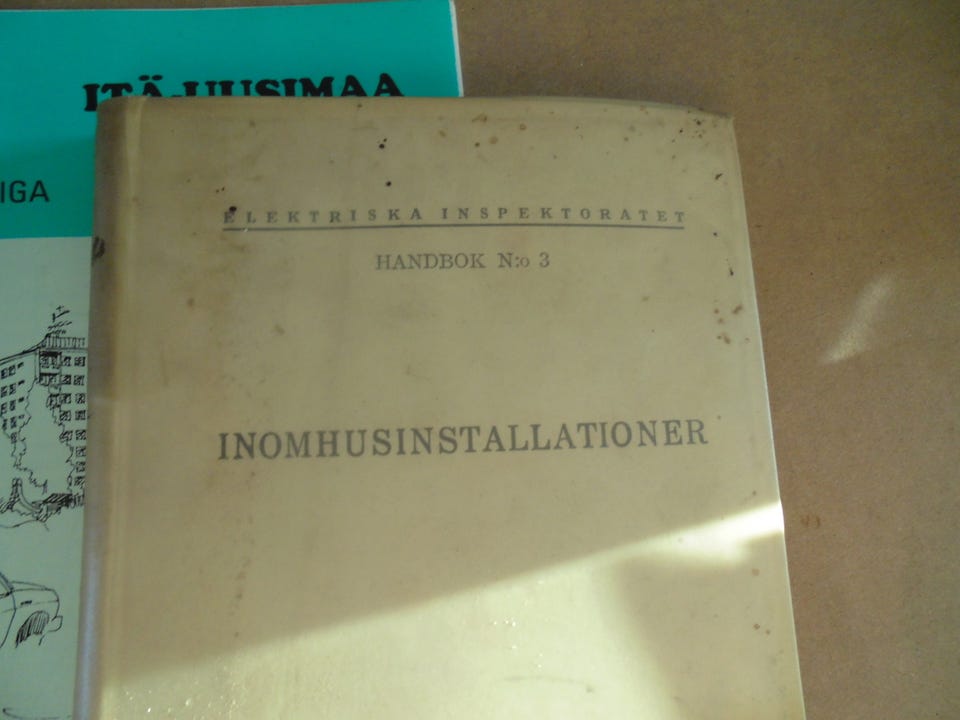 ITÄ-UUSIMAA
IGA
ELEKTRISKA INSPEKTORATET
HANDBOK N:o 3
INOMHUSINSTALLATIONER